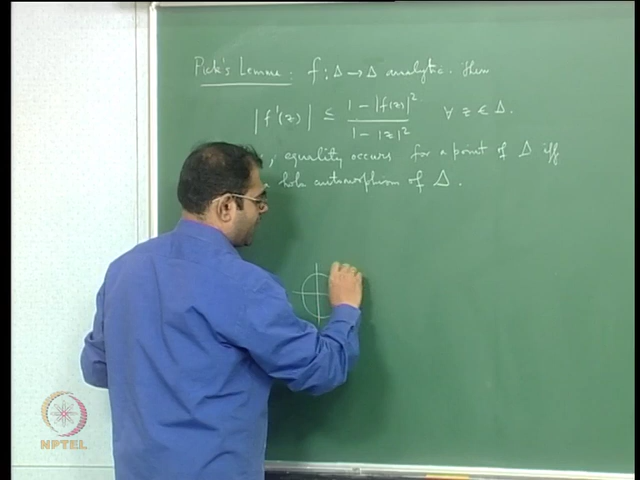 Pick's Lemma : f : Δ → Δ analytic. Then
|f'(z)| ≤ (1 - |f(z)|²) / (1 - |z|²) ∀ z ∈ Δ.
; equality occurs for a point of Δ iff
a holo automorphism of Δ.
NPTEL